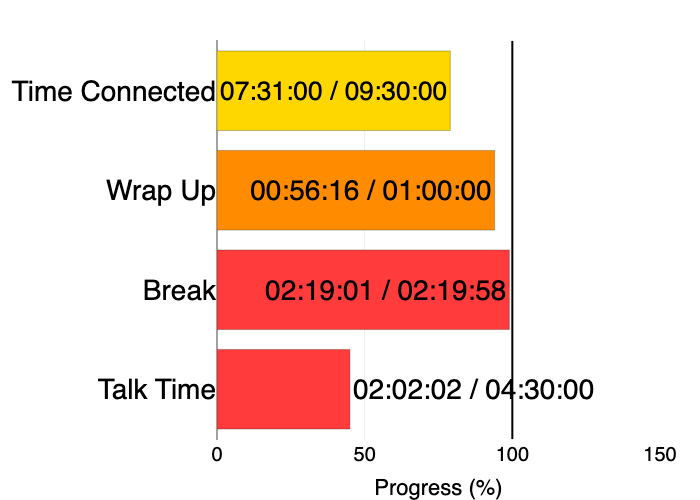 Time Connected 07:31:00 / 09:30:00
Wrap Up 00:56:16 / 01:00:00
Break 02:19:01 / 02:19:58
Talk Time 02:02:02 / 04:30:00
0 50 100 150
Progress (%)